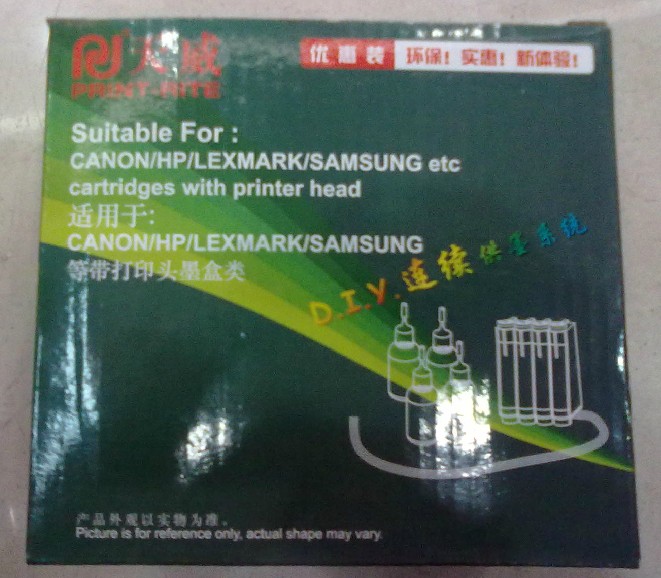 天威
PRINT-RITE
优惠装 环保! 实惠! 新体验!
Suitable For :
CANON/HP/LEXMARK/SAMSUNG etc
cartridges with printer head
适用于:
CANON/HP/LEXMARK/SAMSUNG
等带打印头墨盒类
D.I.Y.连续供墨系统
产品外观以实物为准。
Picture is for reference only, actual shape may vary.